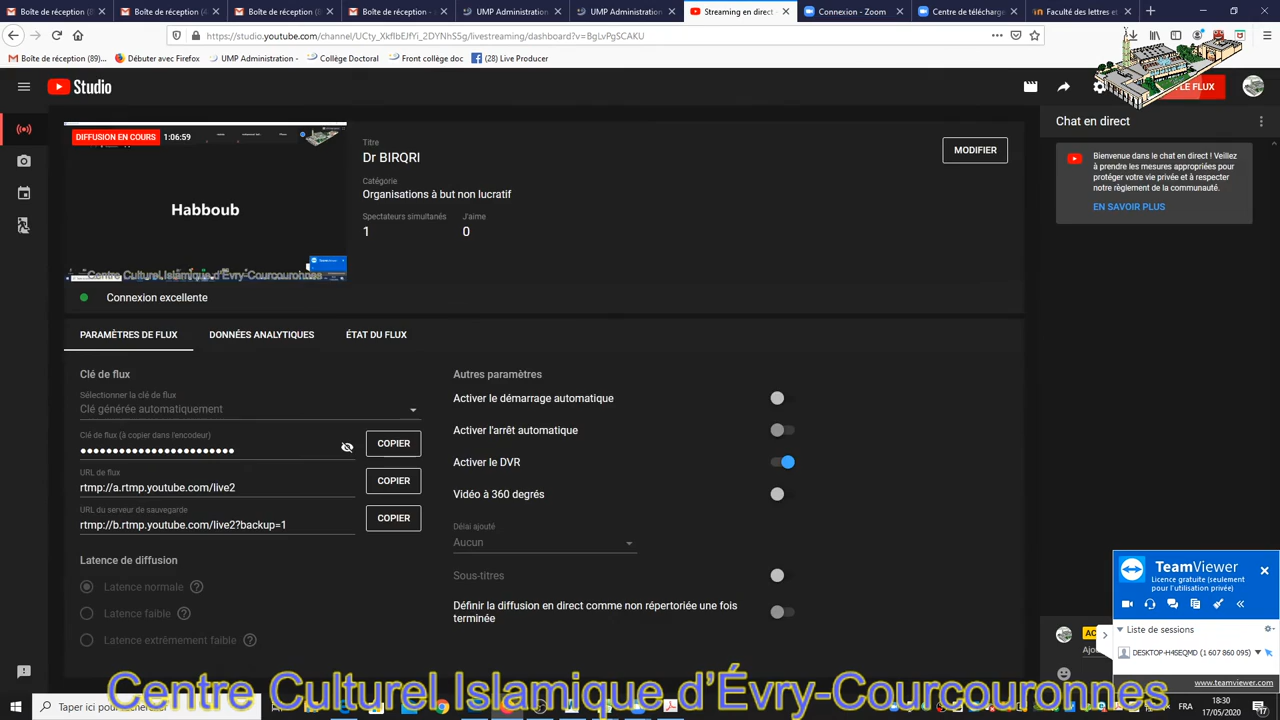 Boîte de réception (
Boîte de réception (4
Boîte de réception (
Boîte de réception (
UMP Administration
UMP Administration
Streaming en direct
Connexion - Zoom
Centre de télécharge
Faculté des lettres et
https://studio.youtube.com/channel/UCty_XkflbEJfYi_2DYNhS5g/livestreaming/dashboard?v=BgLvPgSCAKU
Boîte de réception (89)...
Débuter avec Firefox
UMP Administration -
Collège Doctoral
Front collège doc
(28) Live Producer
Studio
LE FLUX
DIFFUSION EN COURS 1:06:59
Habboub
Centre Culturel Islamique d'Évry-Courcouronnes
Titre
Dr BIRQRI
MODIFIER
Catégorie
Organisations à but non lucratif
Spectateurs simultanés J'aime
1 0
Connexion excellente
Chat en direct
Bienvenue dans le chat en direct ! Veillez
à prendre les mesures appropriées pour
protéger votre vie privée et à respecter
notre règlement de la communauté.
EN SAVOIR PLUS
PARAMÈTRES DE FLUX DONNÉES ANALYTIQUES ÉTAT DU FLUX
Clé de flux
Sélectionner la clé de flux
Clé générée automatiquement
Clé de flux (à copier dans l'encodeur)
COPIER
URL de flux
rtmp://a.rtmp.youtube.com/live2
COPIER
URL du serveur de sauvegarde
rtmp://b.rtmp.youtube.com/live2?backup=1
COPIER
Latence de diffusion
Latence normale
Latence faible
Latence extrêmement faible
Autres paramètres
Activer le démarrage automatique
Activer l'arrêt automatique
Activer le DVR
Vidéo à 360 degrés
Délai ajouté
Aucun
Sous-titres
Définir la diffusion en direct comme non répertoriée une fois
terminée
TeamViewer
Licence gratuite (seulement
pour l'utilisation privée)
Liste de sessions
DESKTOP-H4SEQMD (1 607 860 095)
www.teamviewer.com
Centre Culturel Islamique d'Évry-Courcouronnes
Taper ici pour
FRA
18:30
17/05/2020
17